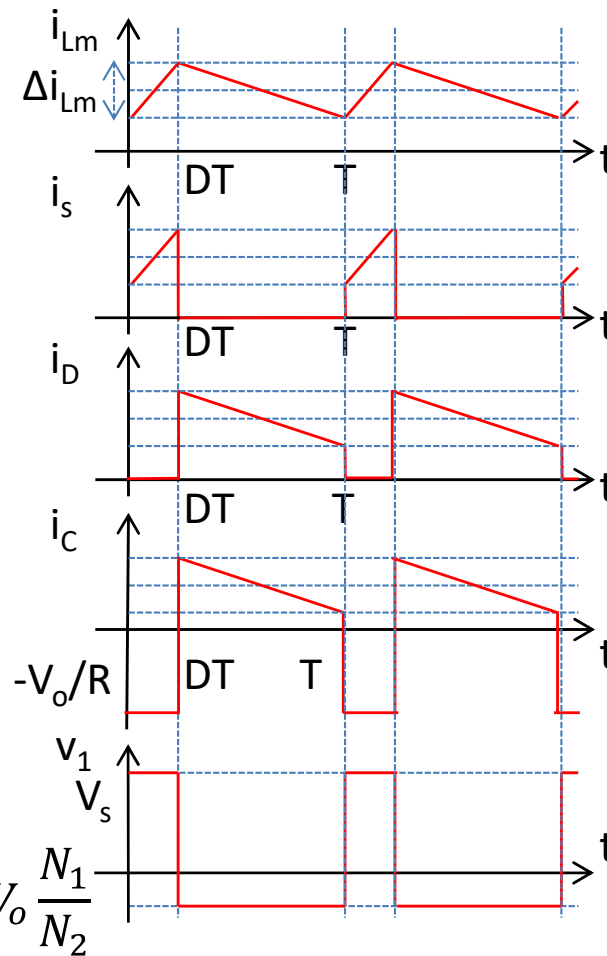 i_Lm
Δi_Lm
t
DT T
i_s
t
DT T
i_D
t
DT T
i_C
t
-V_o/R DT T
v_1
V_s
t
V_o N_1/N_2